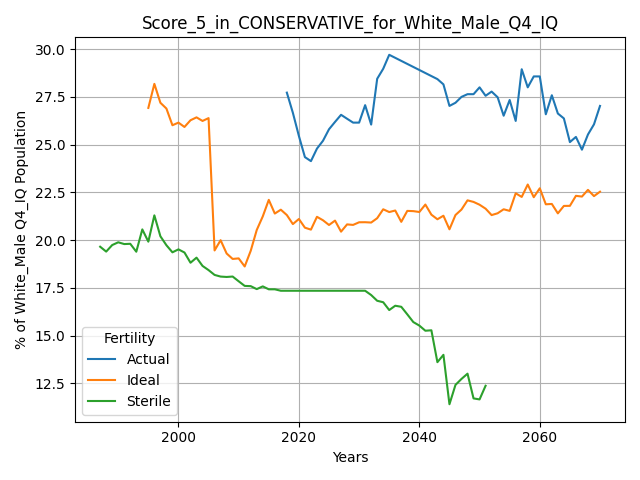 Score_5_in_CONSERVATIVE_for_White_Male_Q4_IQ
% of White_Male Q4_IQ Population
30.0
27.5
25.0
22.5
20.0
17.5
15.0
12.5
Fertility
Actual
Ideal
Sterile
2000
2020
2040
2060
Years